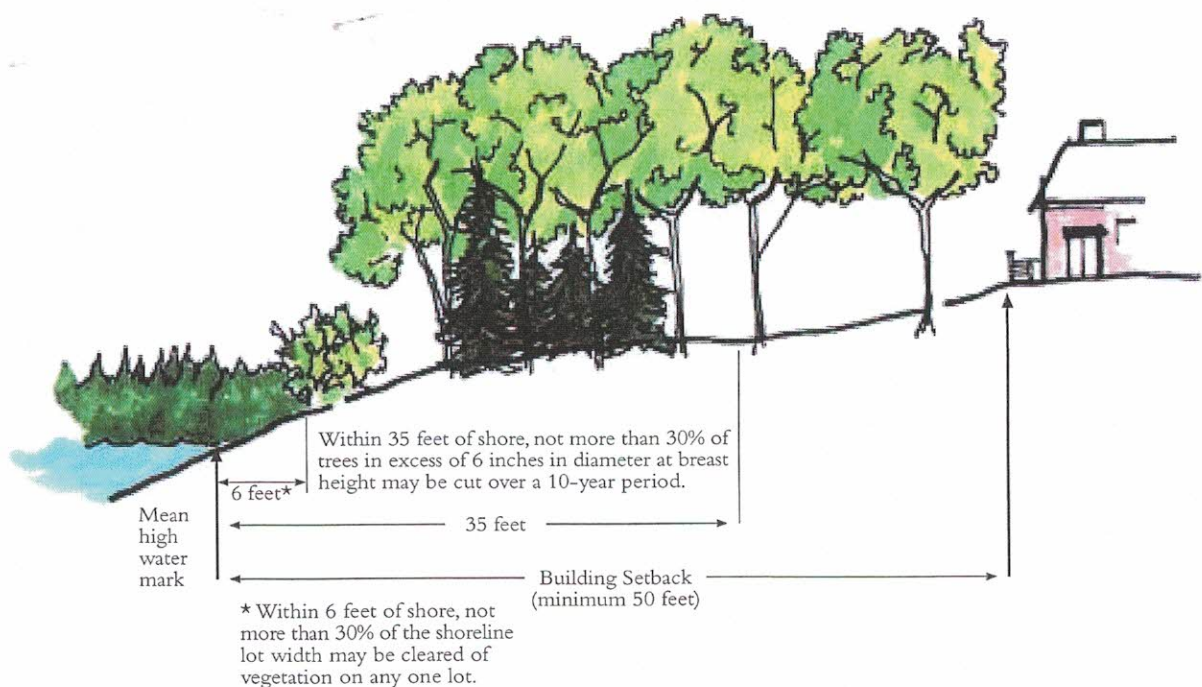 Within 35 feet of shore, not more than 30% of
trees in excess of 6 inches in diameter at breast
height may be cut over a 10-year period.
6 feet*
Mean
high
water
mark
35 feet
Building Setback
(minimum 50 feet)
* Within 6 feet of shore, not
more than 30% of the shoreline
lot width may be cleared of
vegetation on any one lot.